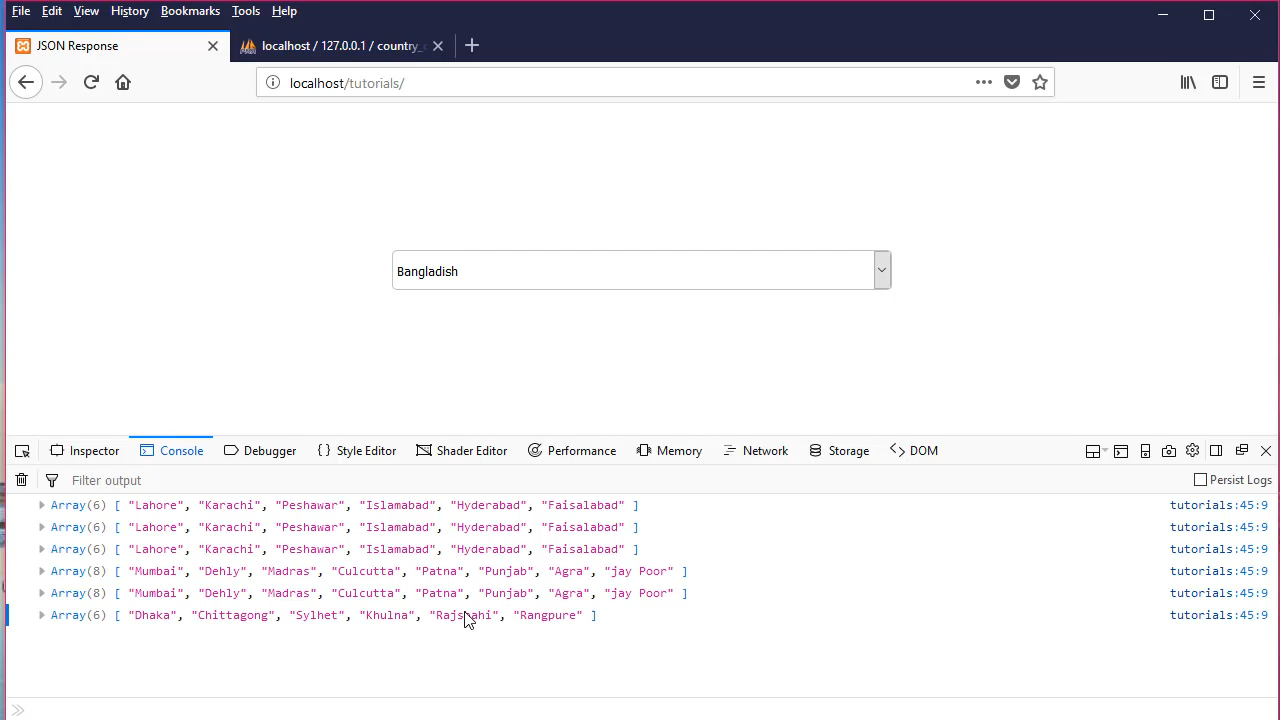 File Edit View History Bookmarks Tools Help
JSON Response
localhost / 127.0.0.1 / country_
localhost/tutorials/
Bangladish
Inspector Console Debugger Style Editor Shader Editor Performance Memory Network Storage DOM
Filter output Persist Logs
Array(6) [ "Lahore", "Karachi", "Peshawar", "Islamabad", "Hyderabad", "Faisalabad" ] tutorials:45:9
Array(6) [ "Lahore", "Karachi", "Peshawar", "Islamabad", "Hyderabad", "Faisalabad" ] tutorials:45:9
Array(6) [ "Lahore", "Karachi", "Peshawar", "Islamabad", "Hyderabad", "Faisalabad" ] tutorials:45:9
Array(8) [ "Mumbai", "Dehly", "Madras", "Culcutta", "Patna", "Punjab", "Agra", "jay Poor" ] tutorials:45:9
Array(8) [ "Mumbai", "Dehly", "Madras", "Culcutta", "Patna", "Punjab", "Agra", "jay Poor" ] tutorials:45:9
Array(6) [ "Dhaka", "Chittagong", "Sylhet", "Khulna", "Rajshahi", "Rangpure" ] tutorials:45:9